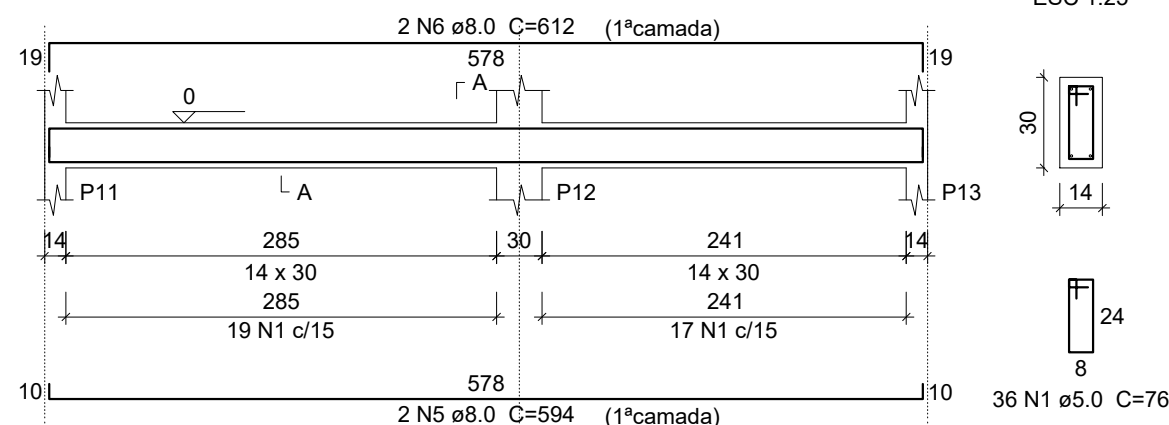 ESC 1:25
2 N6 ø8.0 C=612 (1ªcamada)
19
578
19
A
0
30
A
P11
P12
P13
14
14
285
30
241
14
14 x 30
14 x 30
285
241
19 N1 c/15
17 N1 c/15
24
8
10
578
10
36 N1 ø5.0 C=76
2 N5 ø8.0 C=594 (1ªcamada)